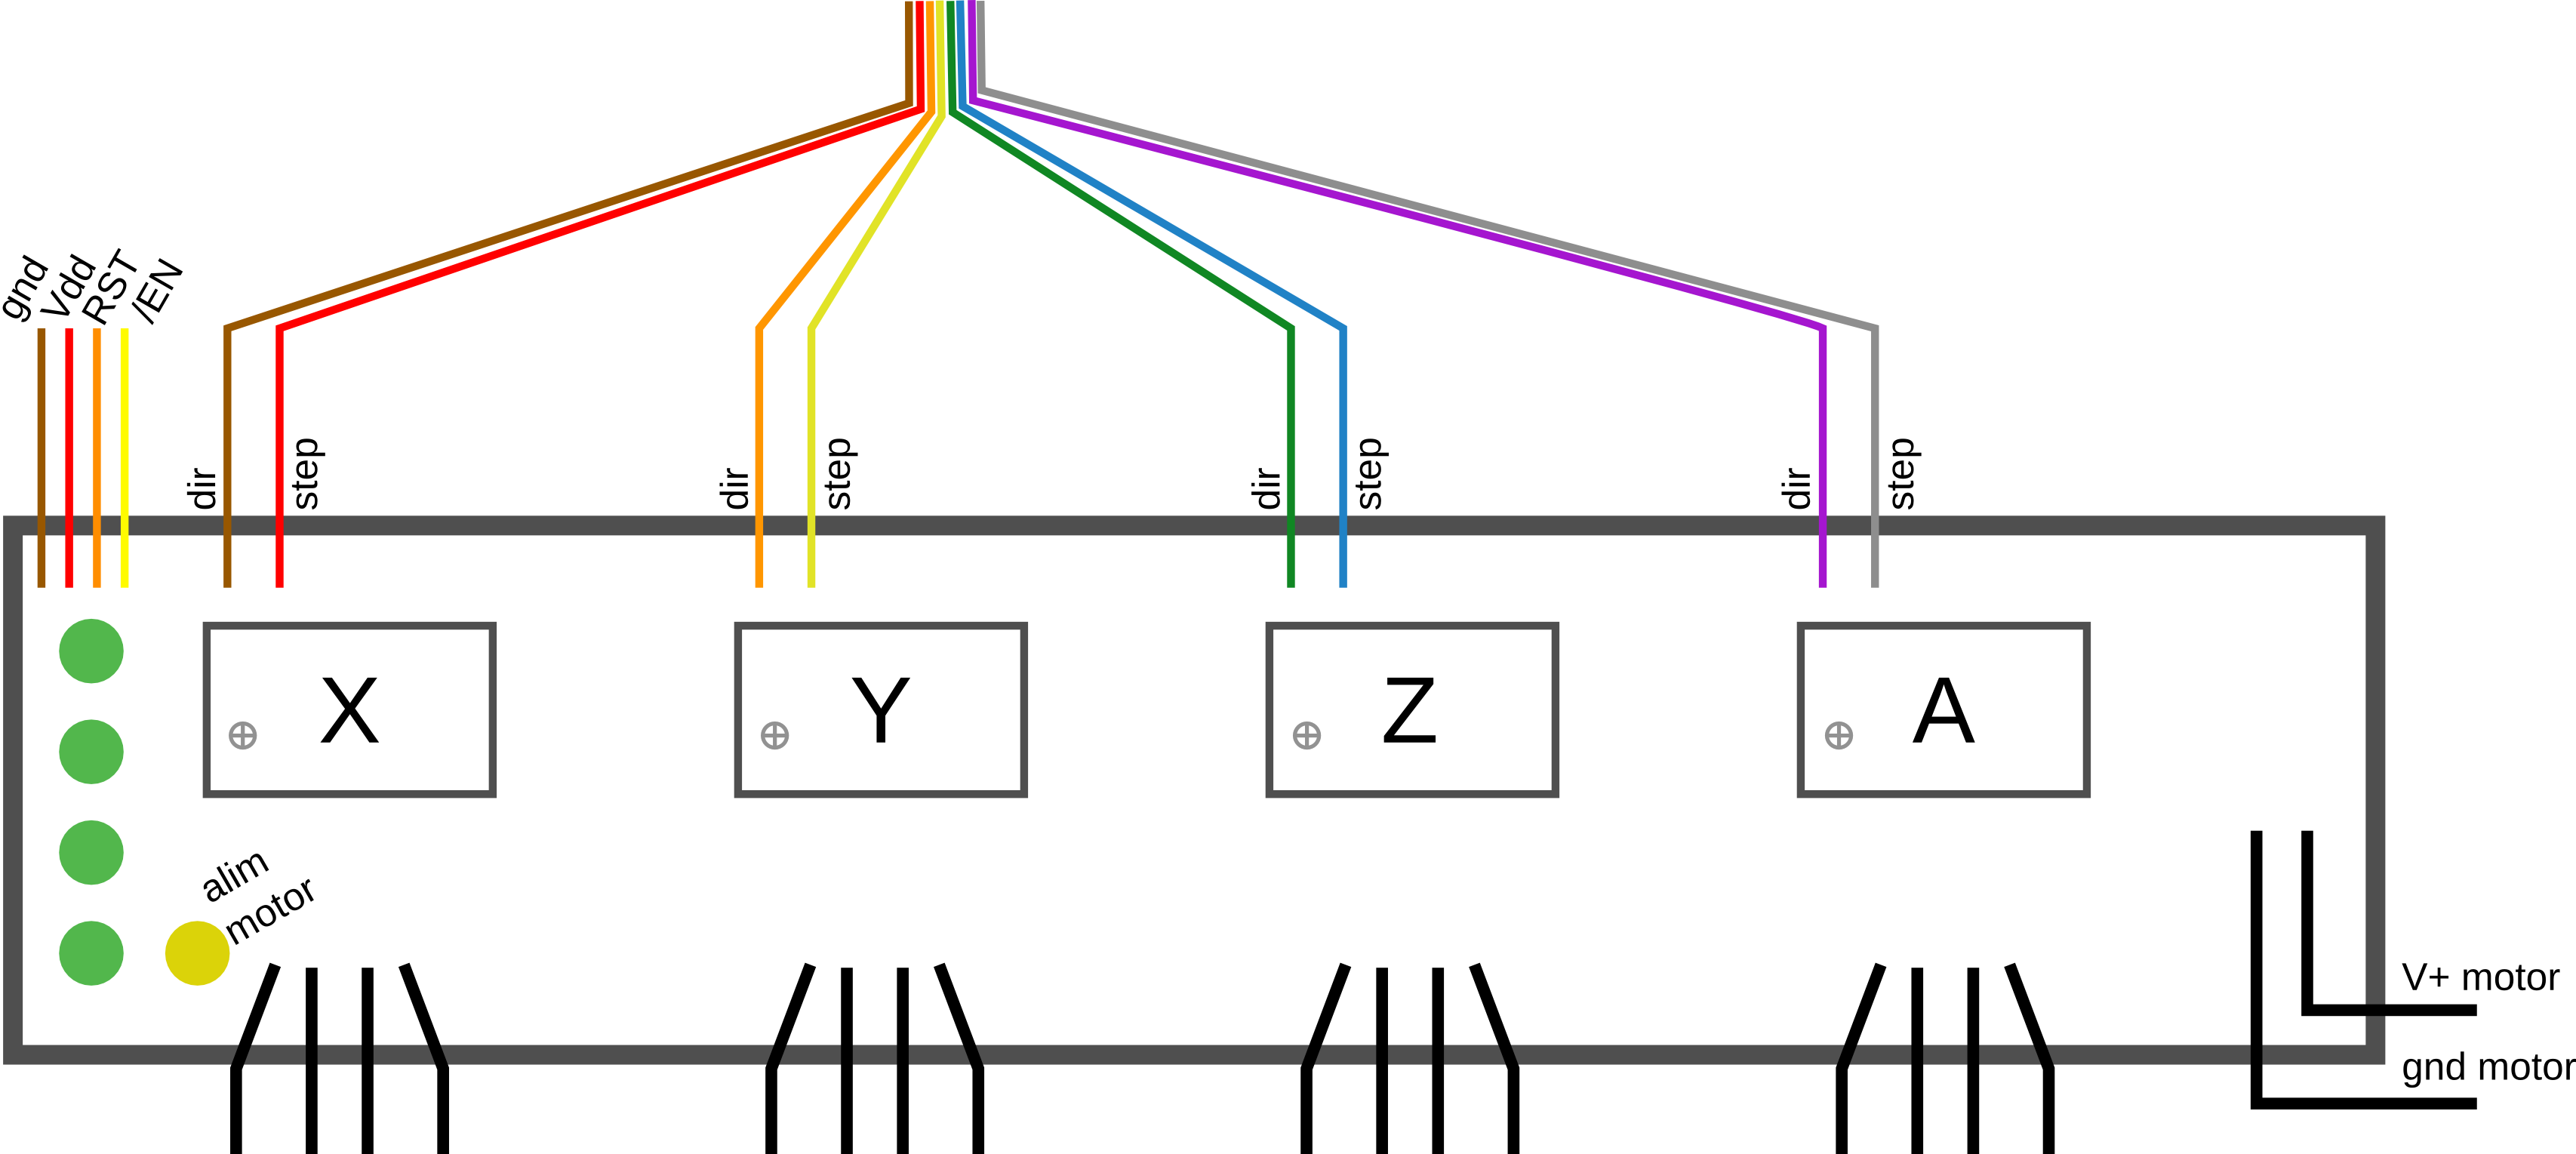 gnd
Vdd
RST
/EN
dir
step
dir
step
dir
step
dir
step
X
Y
Z
A
alim
motor
V+ motor
gnd motor